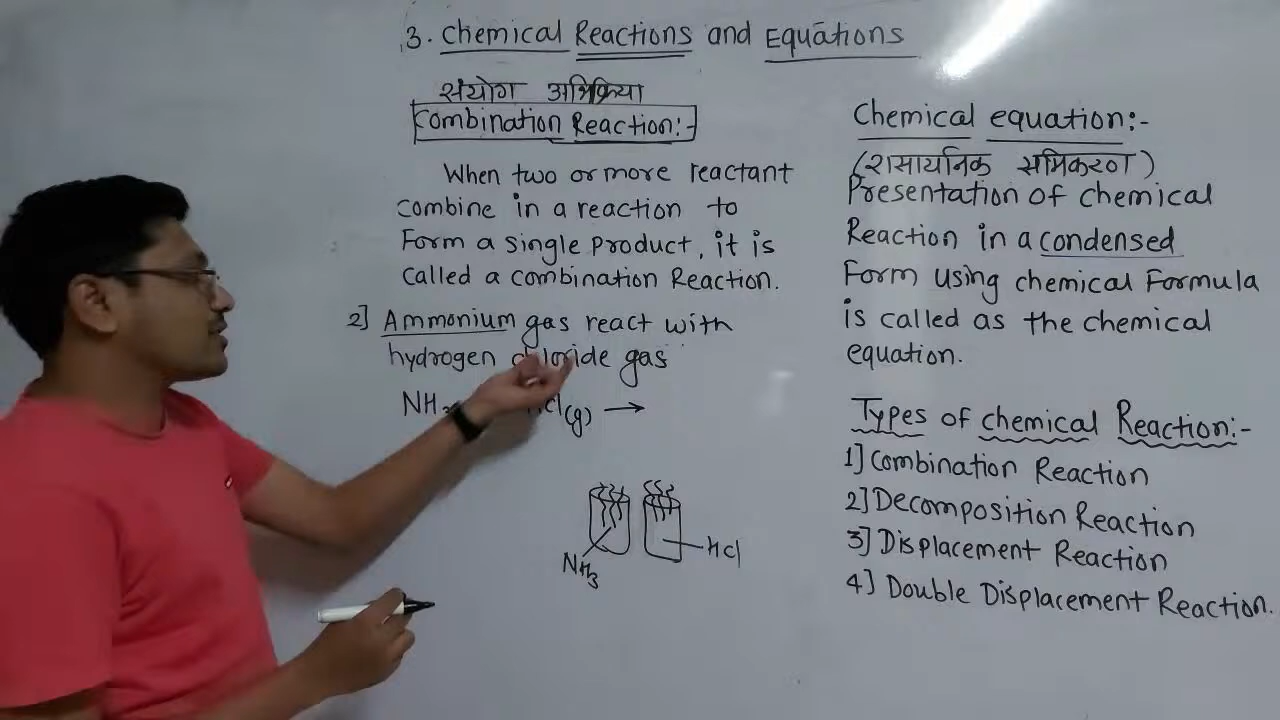 3. Chemical Reactions and Equations
संयोग अभिक्रिया
Combination Reaction:-
When two or more reactant
combine in a reaction to
Form a single product, it is
called a combination Reaction.
2] Ammonium gas react with
hydrogen chloride gas
NH (g) →
NH3
HCl
Chemical equation:-
(रासायनिक समिकरण)
Presentation of chemical
Reaction in a condensed
Form using chemical Formula
is called as the chemical
equation.
Types of chemical Reaction:-
1] Combination Reaction
2] Decomposition Reaction
3] Displacement Reaction
4] Double Displacement Reaction.